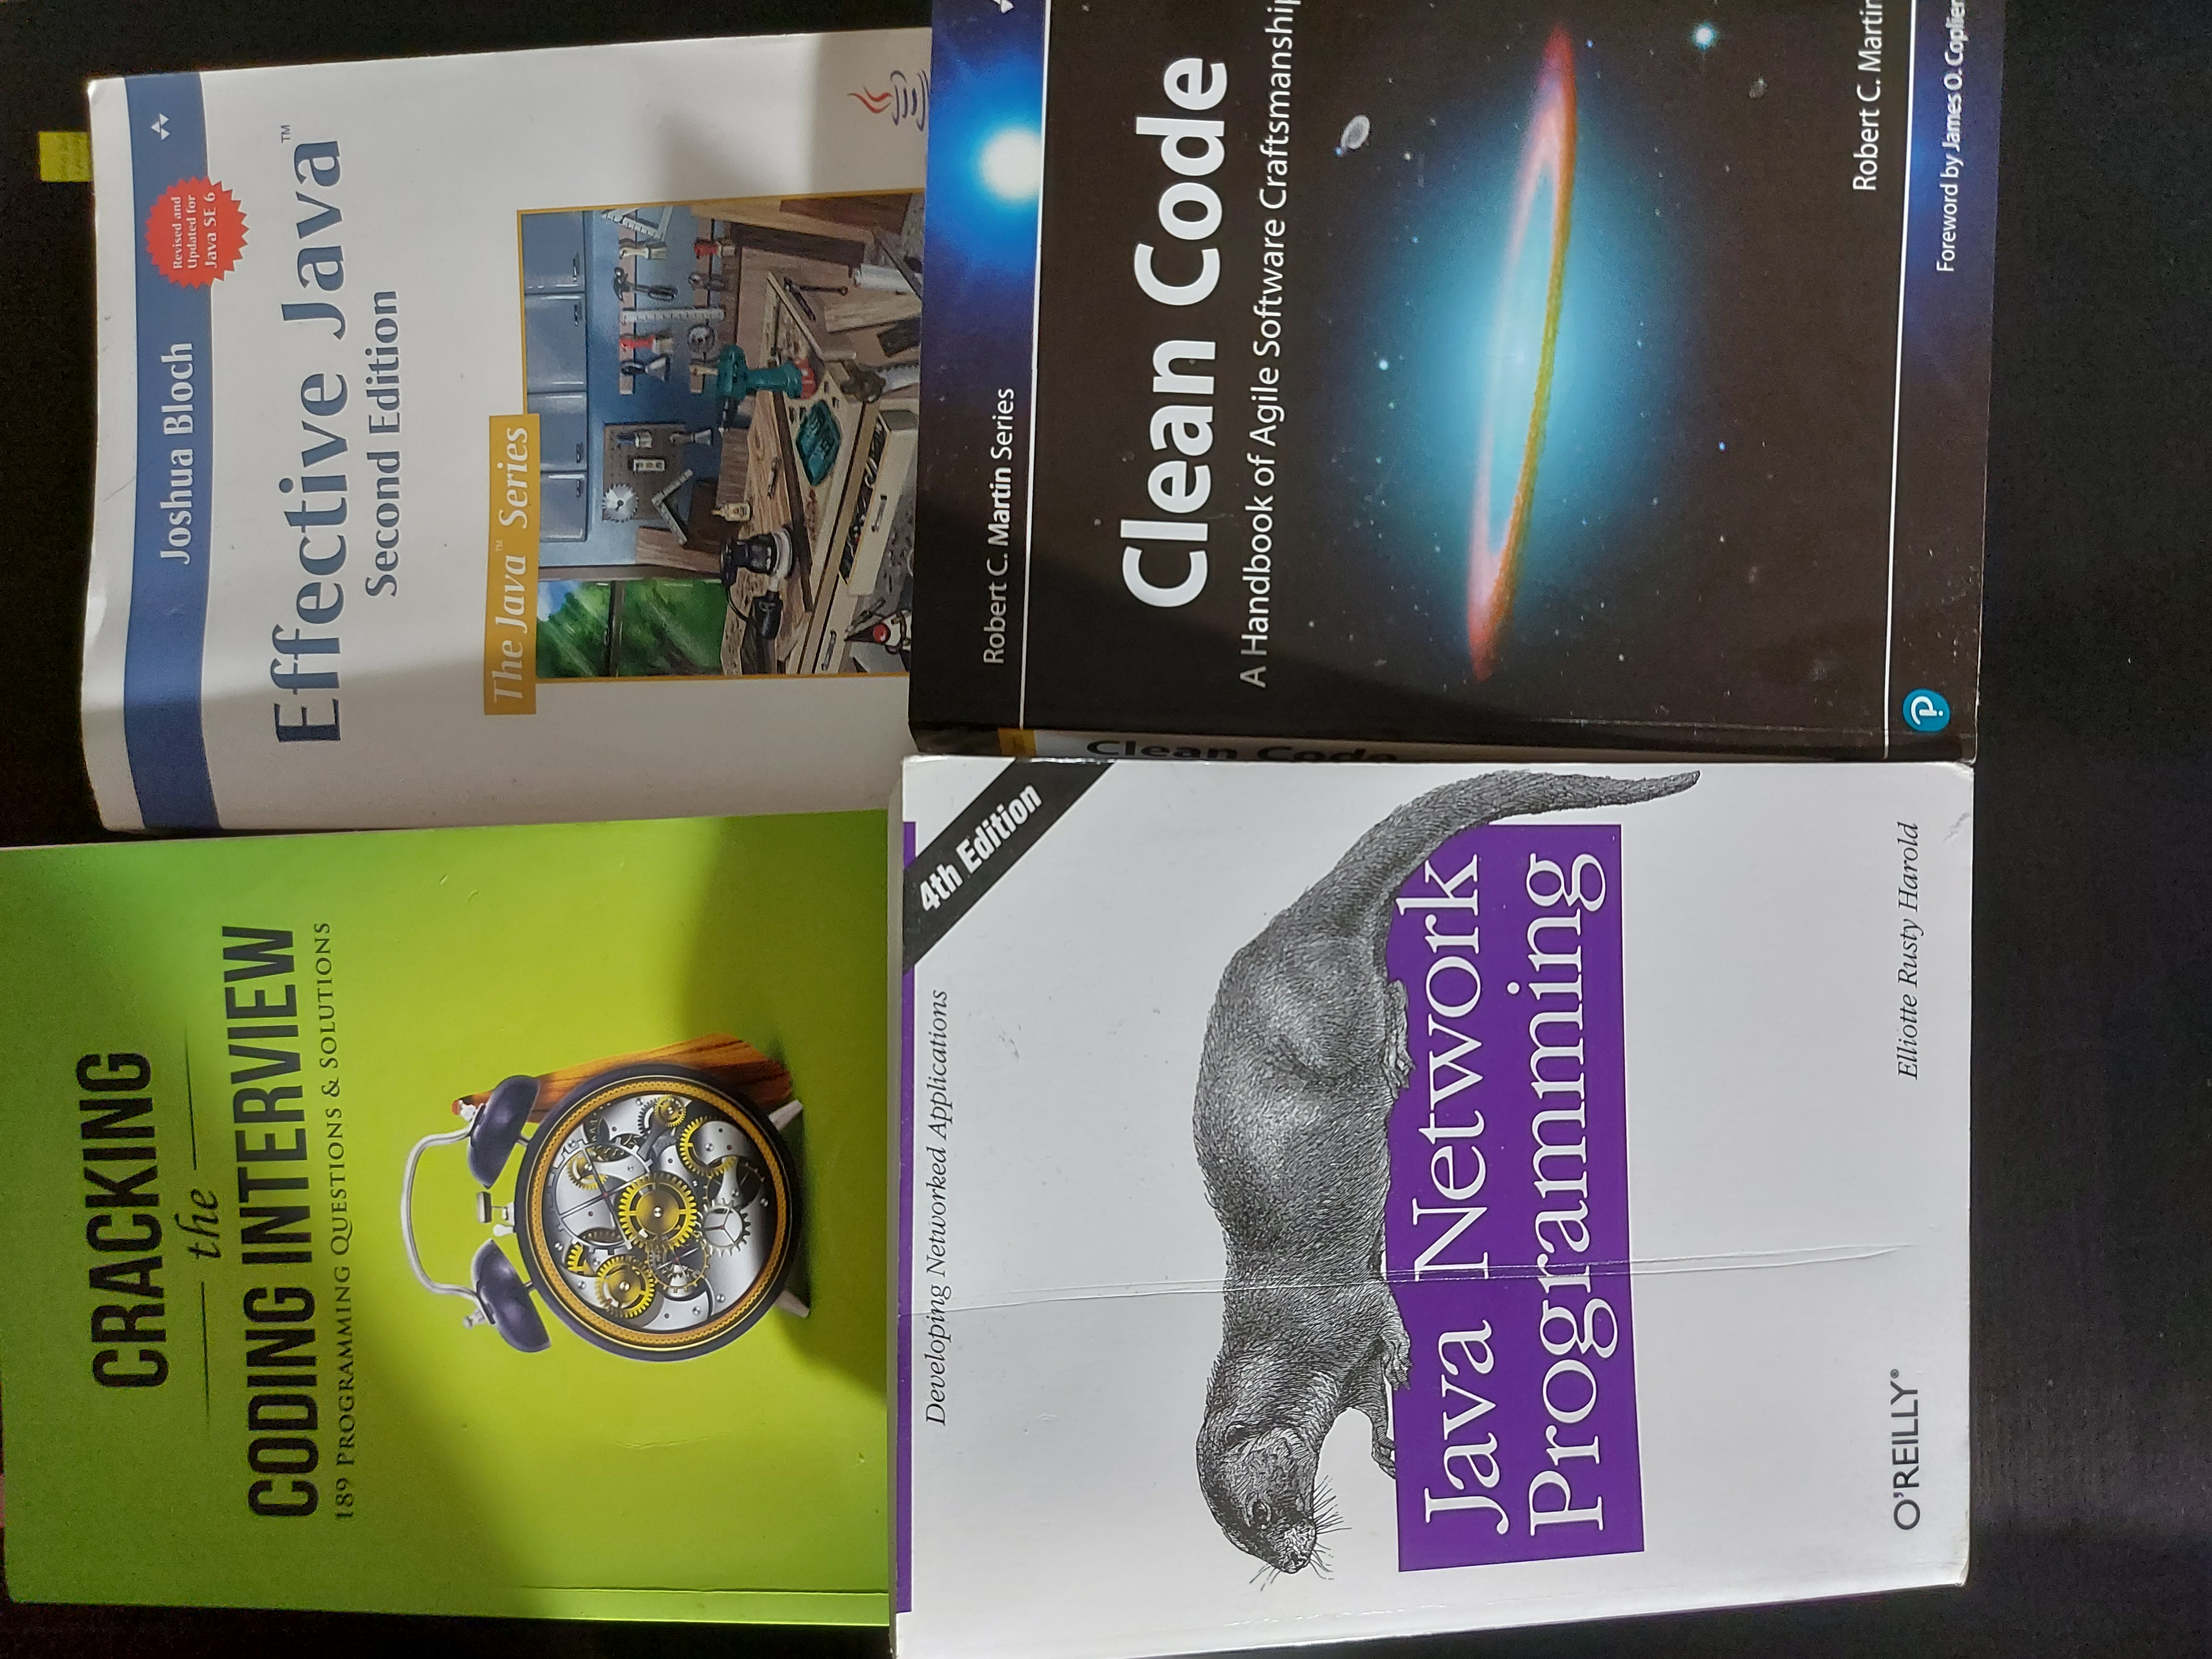 CRACKING
the
CODING INTERVIEW
189 PROGRAMMING QUESTIONS & SOLUTIONS
Joshua Bloch
Revised and
Updated for
Java SE 6
Effective Java™
Second Edition
The Java™ Series
Developing Networked Applications
4th Edition
Java Network
Programming
O'REILLY®
Elliotte Rusty Harold
Clean Code
Robert C. Martin Series
Clean Code
A Handbook of Agile Software Craftsmanship
Robert C. Martin
Foreword by James O. Coplien